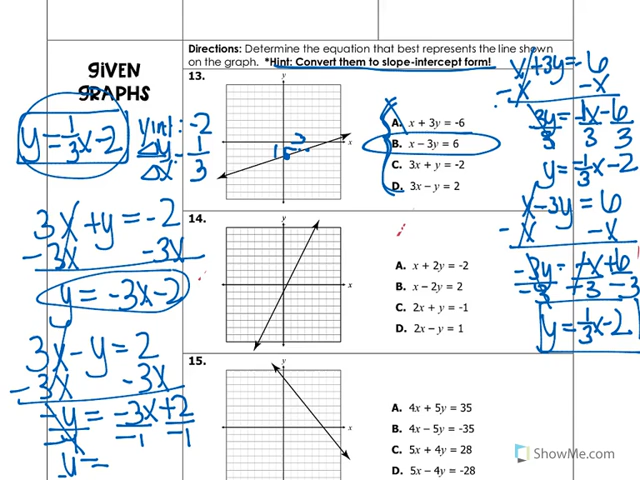 Directions: Determine the equation that best represents the line shown
on the graph. *Hint: Convert them to slope-intercept form!
GiVEN
GRAPHS
y = 1/3 x - 2
y int: -2
Δy 1
Δx = 3
3x + y = -2
-3x -3x
y = -3x - 2
3x - y = 2
-3x -3x
-y = -3x + 2
-1 -1 -1
y =
13.
y
x
1
3
A. x + 3y = -6
B. x - 3y = 6
C. 3x + y = -2
D. 3x - y = 2
14.
y
x
A. x + 2y = -2
B. x - 2y = 2
C. 2x + y = -1
D. 2x - y = 1
15.
y
x
A. 4x + 5y = 35
B. 4x - 5y = -35
C. 5x + 4y = 28
D. 5x - 4y = -28
x + 3y = -6
-x -x
3y = -1x - 6
3 3 3
y = -1/3 x - 2
x - 3y = 6
-x -x
-3y = -x + 6
-3 -3 -3
y = 1/3 x - 2
ShowMe.com